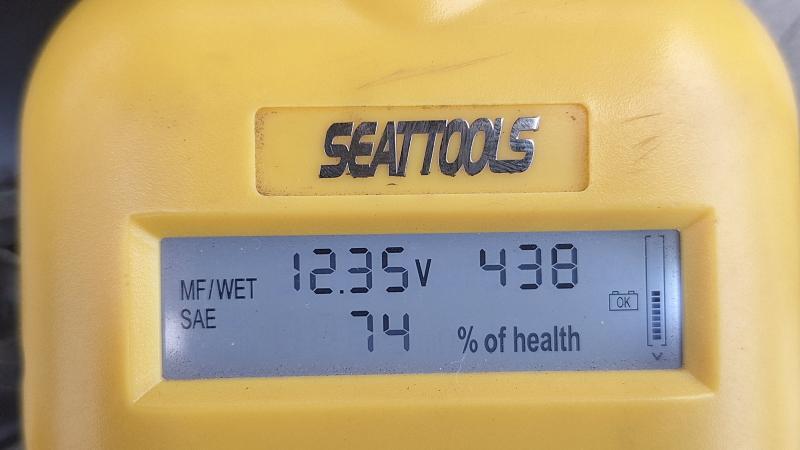 SEATTOOLS
MF/WET 12.35V 438
SAE 74 % of health
OK